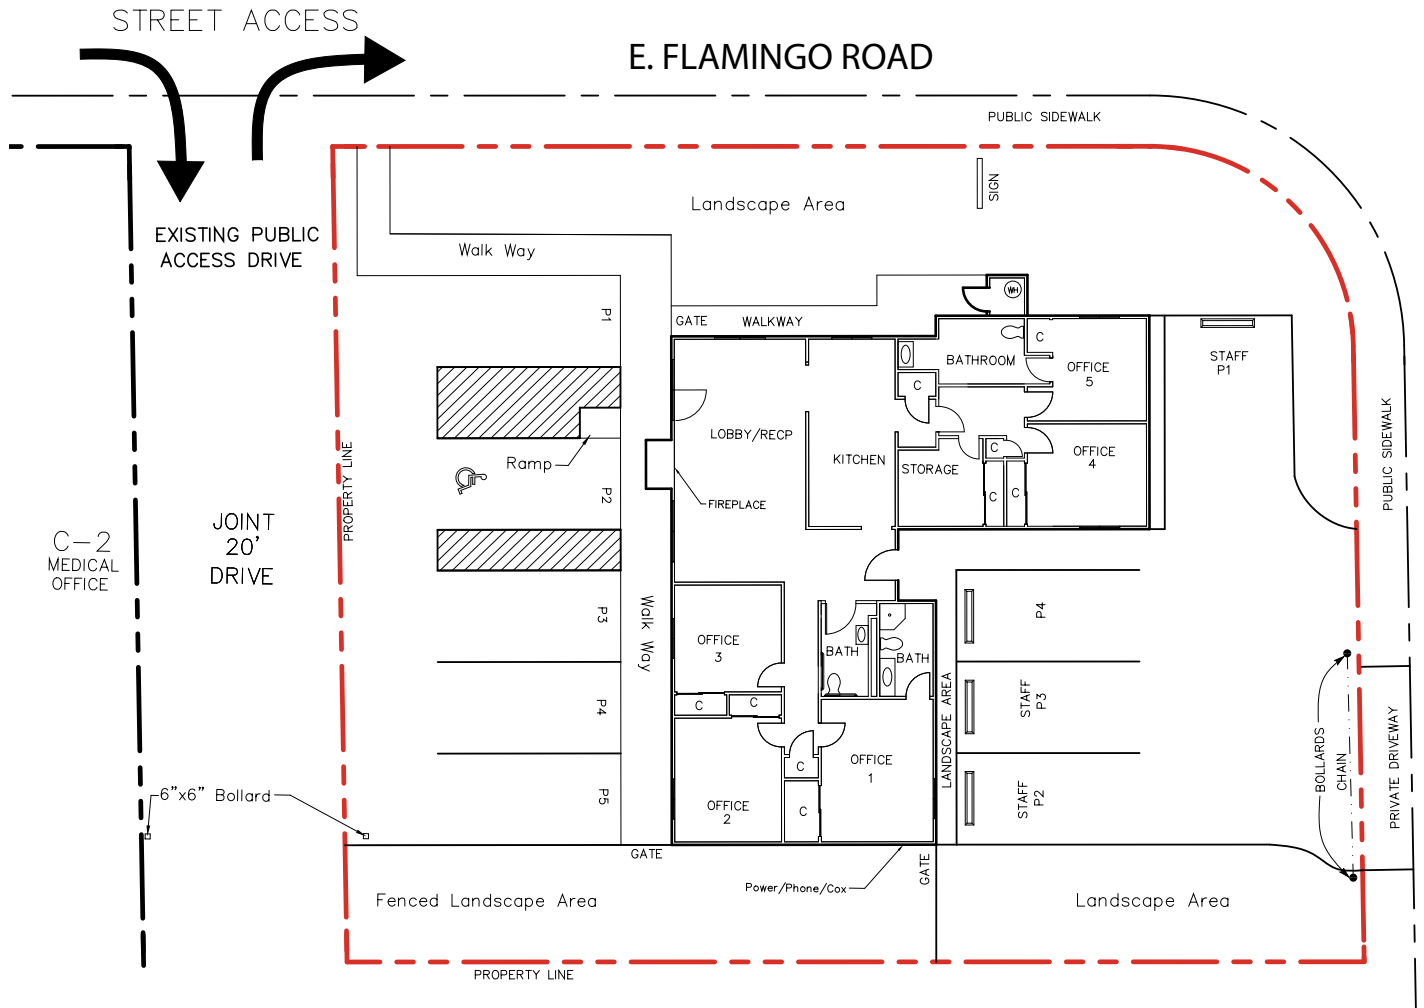 STREET ACCESS
E. FLAMINGO ROAD
PUBLIC SIDEWALK
SIGN
Landscape Area
EXISTING PUBLIC
ACCESS DRIVE
Walk Way
WH
P1
GATE
WALKWAY
BATHROOM
C
OFFICE
5
STAFF
P1
C
LOBBY/RECP
KITCHEN
STORAGE
C
OFFICE
4
C
C
Ramp
FIREPLACE
P2
PROPERTY LINE
PUBLIC SIDEWALK
JOINT
20'
DRIVE
C-2
MEDICAL
OFFICE
P3
Walk Way
OFFICE
3
BATH
BATH
P4
C
C
P4
LANDSCAPE AREA
STAFF
P3
BOLLARDS
CHAIN
PRIVATE DRIVEWAY
C
OFFICE
1
6"x6" Bollard
P5
OFFICE
2
C
STAFF
P2
GATE
GATE
Power/Phone/Cox
Fenced Landscape Area
Landscape Area
PROPERTY LINE